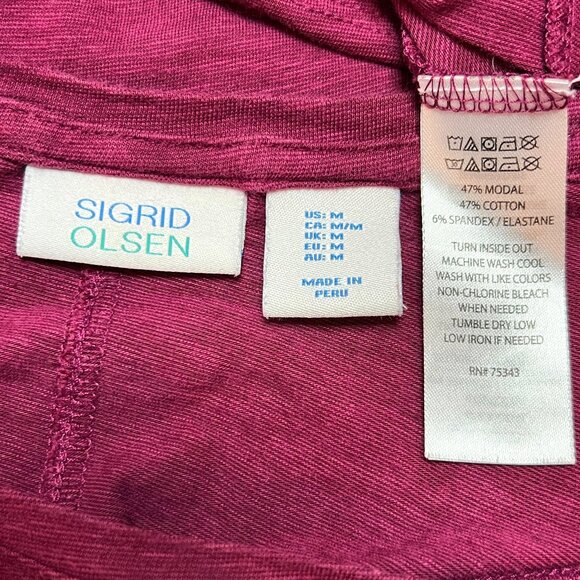 SIGRID
OLSEN
US: M
CA: M/M
UK: M
EU: M
AU: M
MADE IN
PERU
47% MODAL
47% COTTON
6% SPANDEX / ELASTANE
TURN INSIDE OUT
MACHINE WASH COOL
WASH WITH LIKE COLORS
NON-CHLORINE BLEACH
WHEN NEEDED
TUMBLE DRY LOW
LOW IRON IF NEEDED
RN# 75343